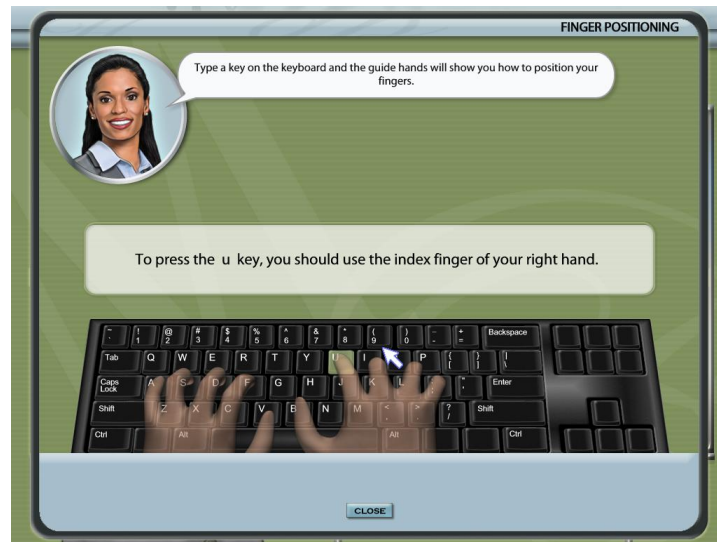 FINGER POSITIONING
Type a key on the keyboard and the guide hands will show you how to position your
fingers.
To press the u key, you should use the index finger of your right hand.
~ ! @ # $ % ^ & * ( ) _ + Backspace
` 1 2 3 4 5 6 7 8 9 0 - =
Tab Q W E R T Y U I P { } |
[ ] \
Caps Lock A S D F G H J K L : " Enter
; '
Shift Z X C V B N M < > ? Shift
, . /
Ctrl Alt Alt Ctrl
CLOSE